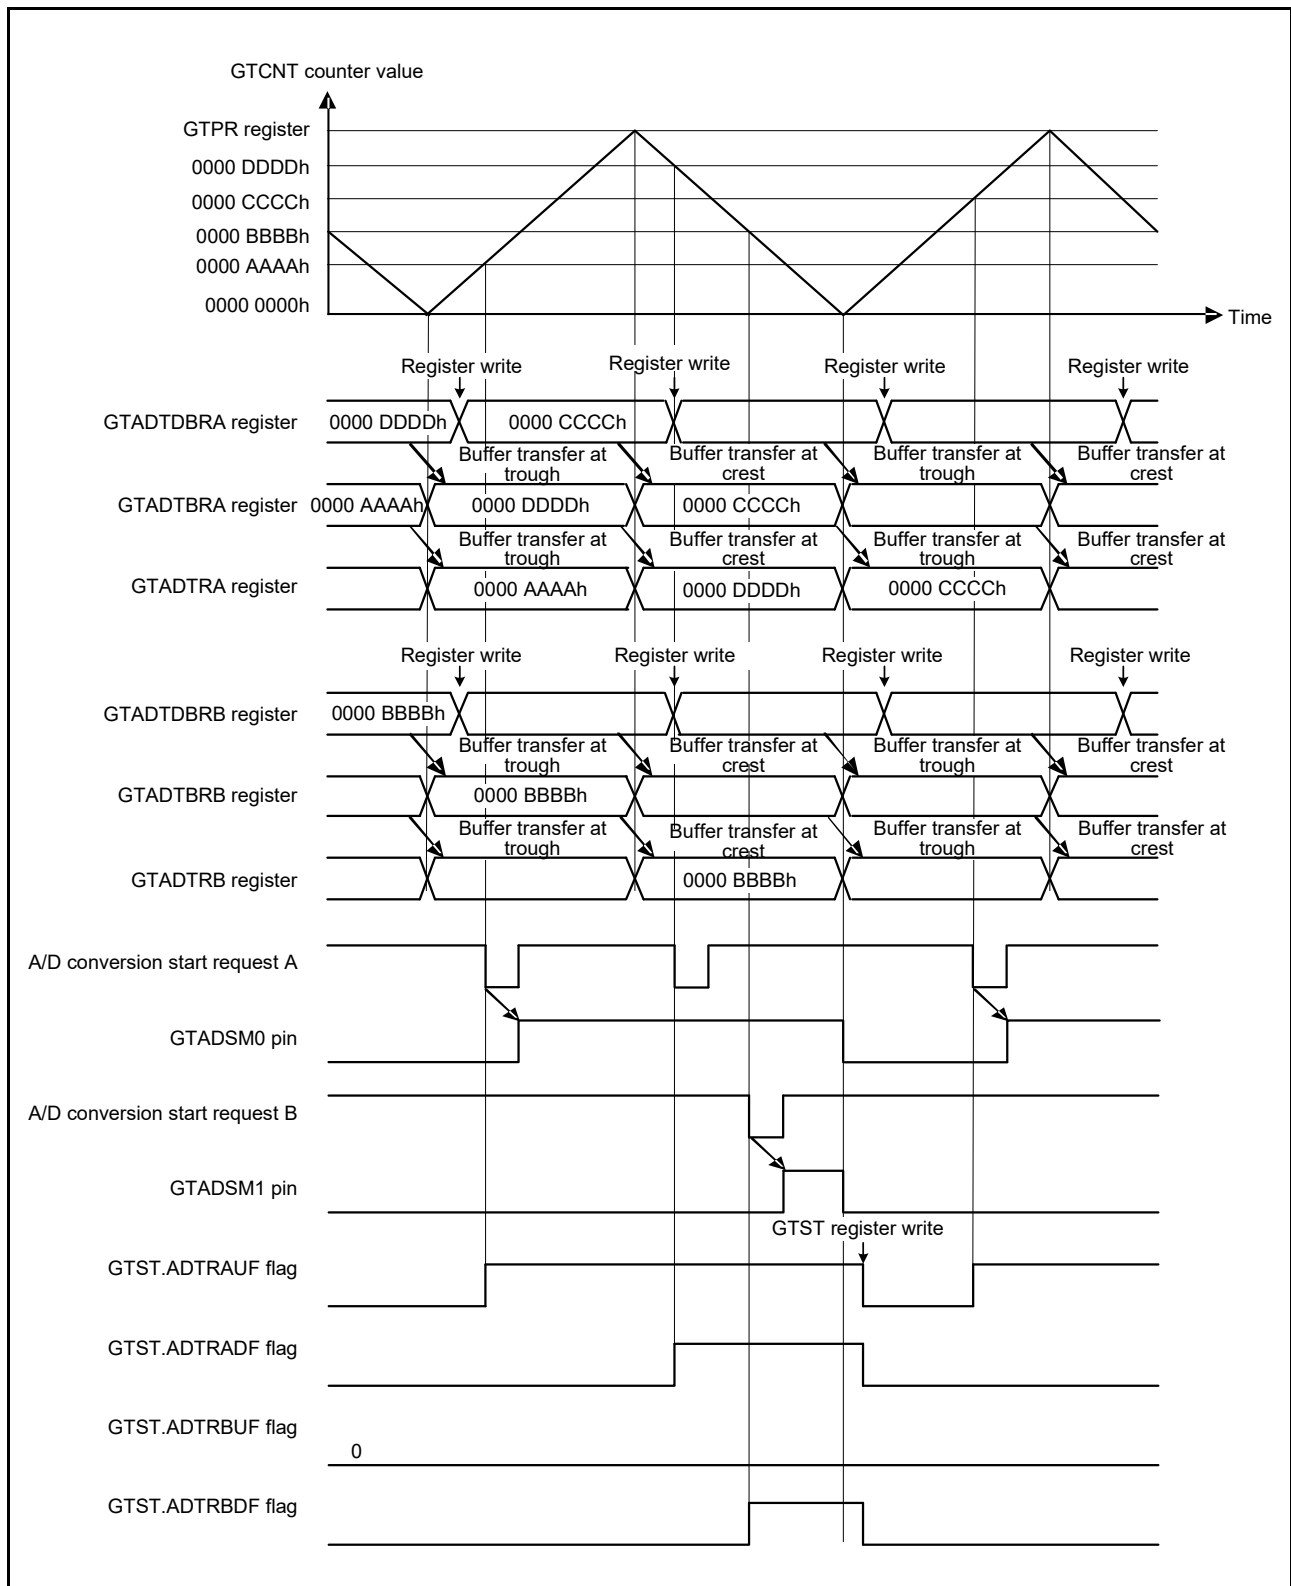 GTCNT counter value
GTPR register
0000 DDDDh
0000 CCCCh
0000 BBBBh
0000 AAAAh
0000 0000h
Time
Register write Register write Register write Register write
GTADTDBRA register 0000 DDDDh 0000 CCCCh
Buffer transfer at trough Buffer transfer at crest Buffer transfer at trough Buffer transfer at crest
GTADTBRA register 0000 AAAAh 0000 DDDDh 0000 CCCCh
Buffer transfer at trough Buffer transfer at crest Buffer transfer at trough Buffer transfer at crest
GTADTRA register 0000 AAAAh 0000 DDDDh 0000 CCCCh
Register write Register write Register write Register write
GTADTDBRB register 0000 BBBBh
Buffer transfer at trough Buffer transfer at crest Buffer transfer at trough Buffer transfer at crest
GTADTBRB register 0000 BBBBh
Buffer transfer at trough Buffer transfer at crest Buffer transfer at trough Buffer transfer at crest
GTADTRB register 0000 BBBBh
A/D conversion start request A
GTADSM0 pin
A/D conversion start request B
GTADSM1 pin
GTST register write
GTST.ADTRAUF flag
GTST.ADTRADF flag
GTST.ADTRBUF flag
0
GTST.ADTRBDF flag